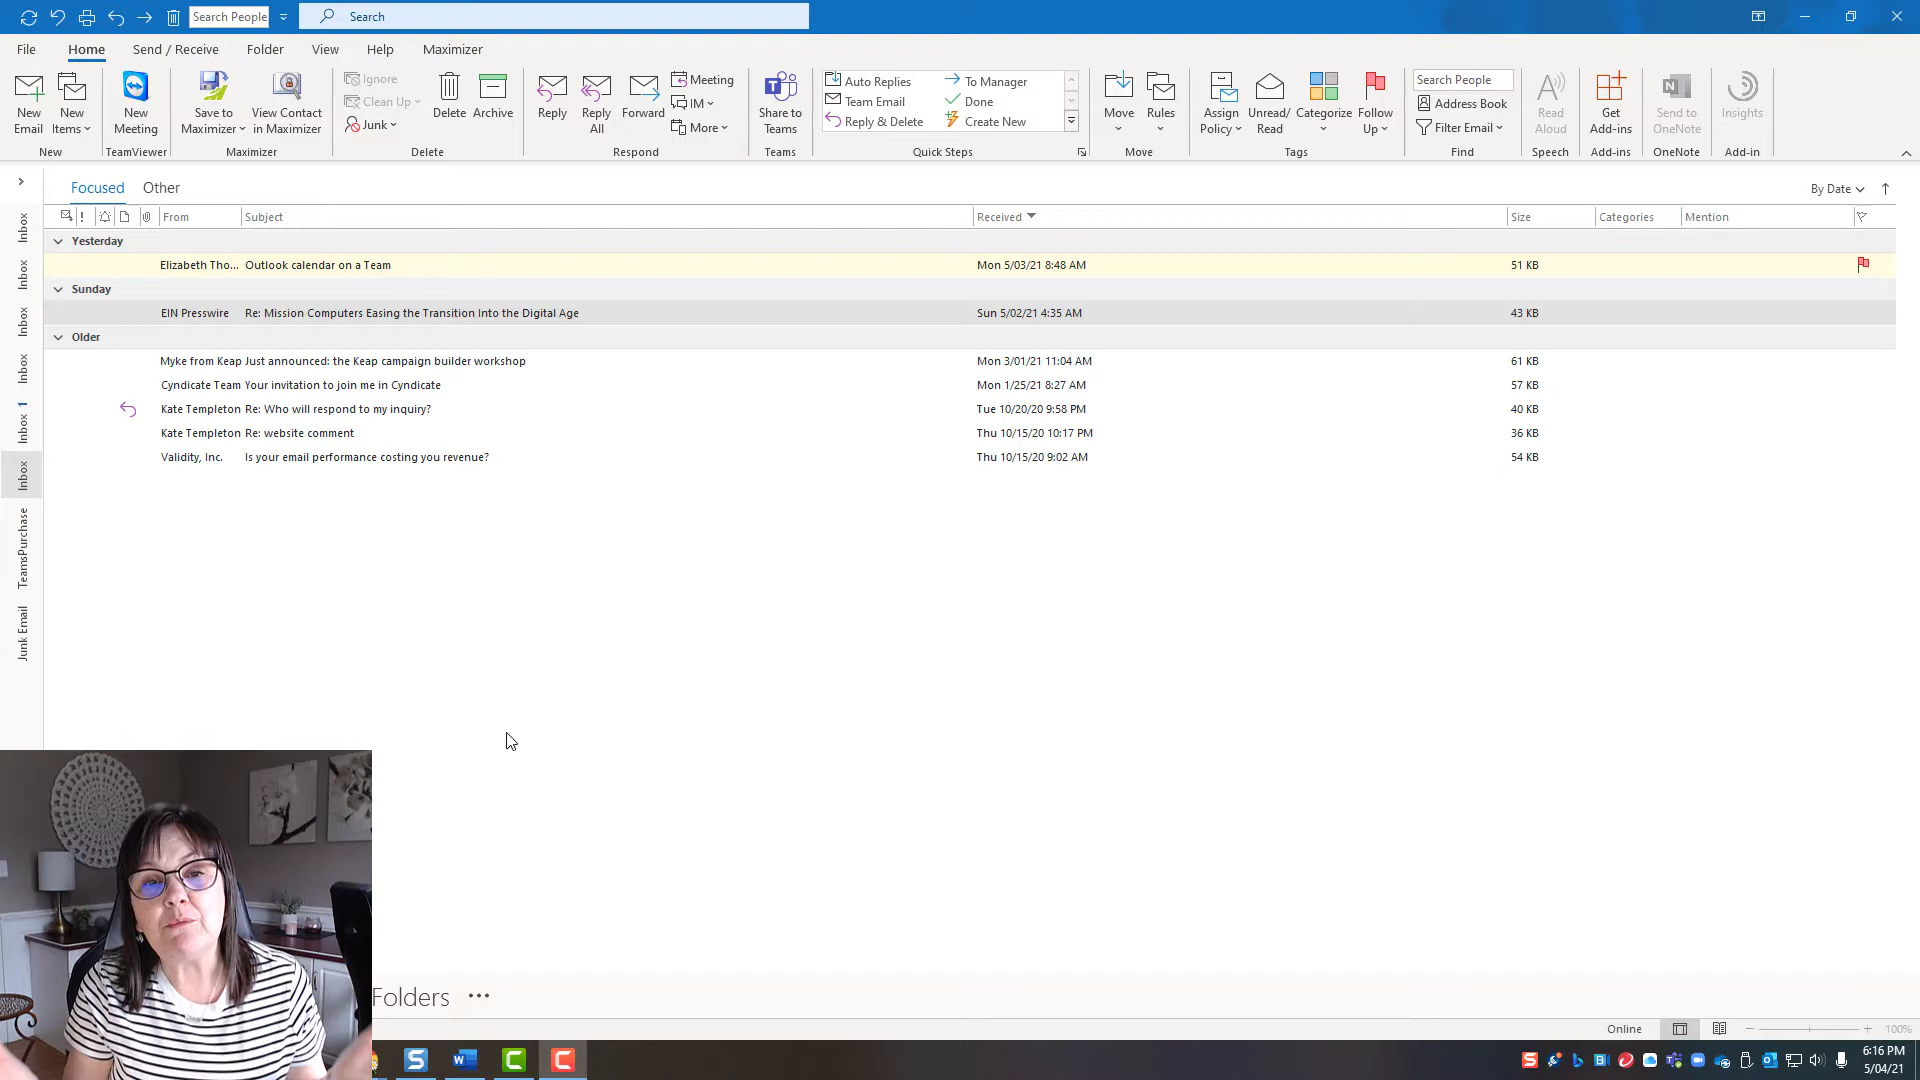 Search People
Search
File Home Send / Receive Folder View Help Maximizer
New Email
New Items
New
New Meeting
TeamViewer
Save to Maximizer
View Contact in Maximizer
Maximizer
Ignore
Clean Up
Junk
Delete
Archive
Delete
Reply
Reply All
Forward
Meeting
IM
More
Respond
Share to Teams
Teams
Auto Replies
Team Email
Reply & Delete
To Manager
Done
Create New
Quick Steps
Move
Rules
Move
Assign Policy
Unread/ Read
Categorize
Follow Up
Tags
Search People
Address Book
Filter Email
Find
Read Aloud
Speech
Get Add-ins
Add-ins
Send to OneNote
OneNote
Insights
Add-in
Focused Other By Date
From Subject Received Size Categories Mention
Yesterday
Elizabeth Tho... Outlook calendar on a Team Mon 5/03/21 8:48 AM 51 KB
Sunday
EIN Presswire Re: Mission Computers Easing the Transition Into the Digital Age Sun 5/02/21 4:35 AM 43 KB
Older
Myke from Keap Just announced: the Keap campaign builder workshop Mon 3/01/21 11:04 AM 61 KB
Cyndicate Team Your invitation to join me in Cyndicate Mon 1/25/21 8:27 AM 57 KB
Kate Templeton Re: Who will respond to my inquiry? Tue 10/20/20 9:58 PM 40 KB
Kate Templeton Re: website comment Thu 10/15/20 10:17 PM 36 KB
Validity, Inc. Is your email performance costing you revenue? Thu 10/15/20 9:02 AM 54 KB
Inbox
Inbox
Inbox
Inbox
Inbox 1
Inbox
TeamsPurchase
Junk Email
Folders ...
Online 100%
6:16 PM
5/04/21